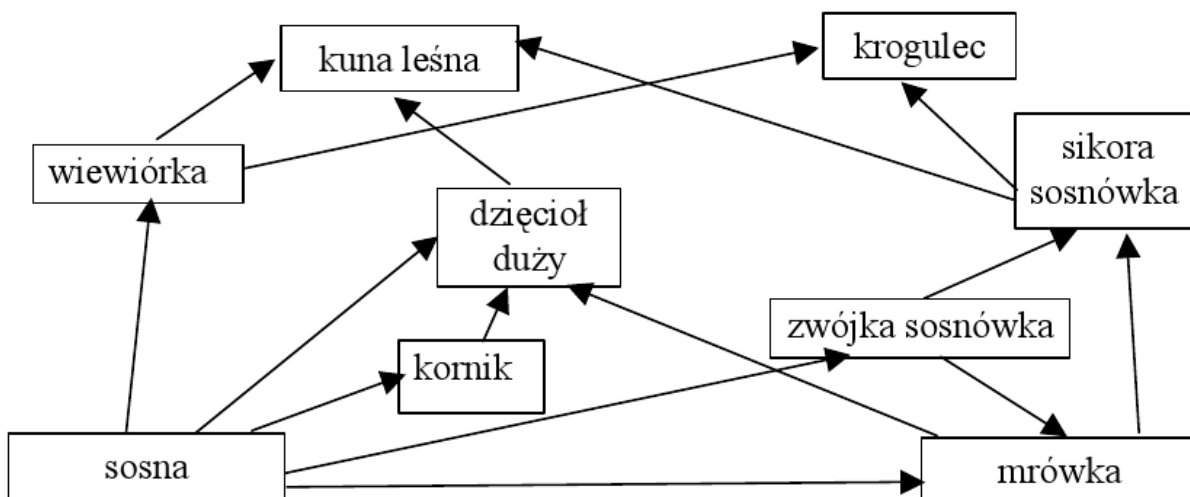 kuna leśna
krogulec
wiewiórka
sikora
sosnówka
dzięcioł
duży
zwójka sosnówka
kornik
sosna
mrówka